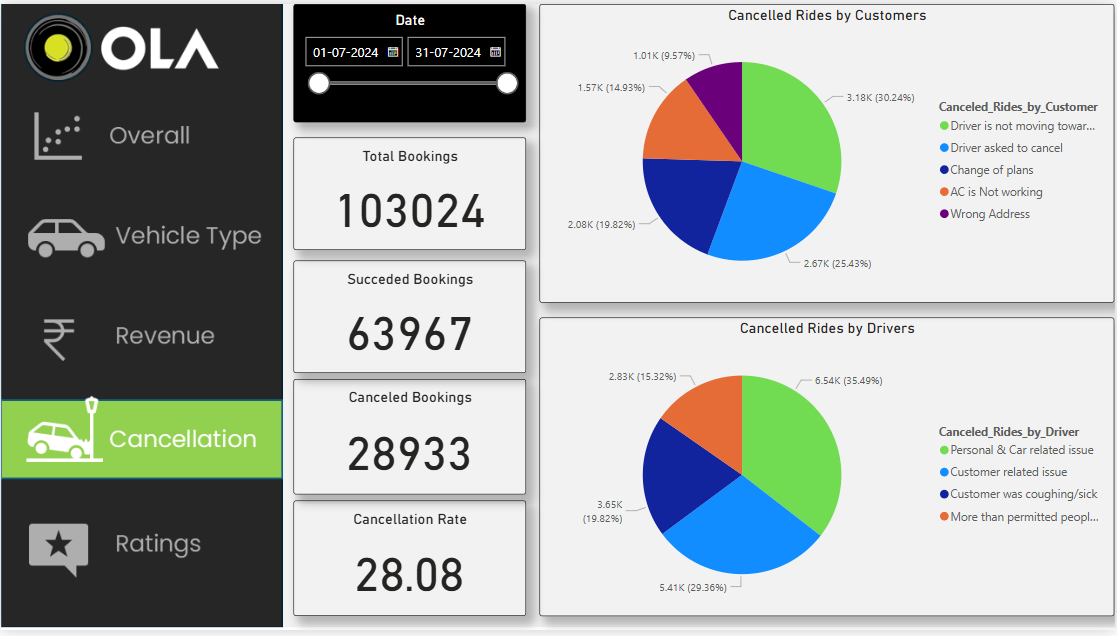 OLA
Overall
Vehicle Type
Revenue
Cancellation
Ratings
Date
01-07-2024
31-07-2024
Total Bookings
103024
Succeded Bookings
63967
Canceled Bookings
28933
Cancellation Rate
28.08
Cancelled Rides by Customers
1.01K (9.57%)
1.57K (14.93%)
3.18K (30.24%)
2.08K (19.82%)
2.67K (25.43%)
Canceled_Rides_by_Customer
Driver is not moving towar...
Driver asked to cancel
Change of plans
AC is Not working
Wrong Address
Cancelled Rides by Drivers
2.83K (15.32%)
6.54K (35.49%)
3.65K
(19.82%)
5.41K (29.36%)
Canceled_Rides_by_Driver
Personal & Car related issue
Customer related issue
Customer was coughing/sick
More than permitted peopl...